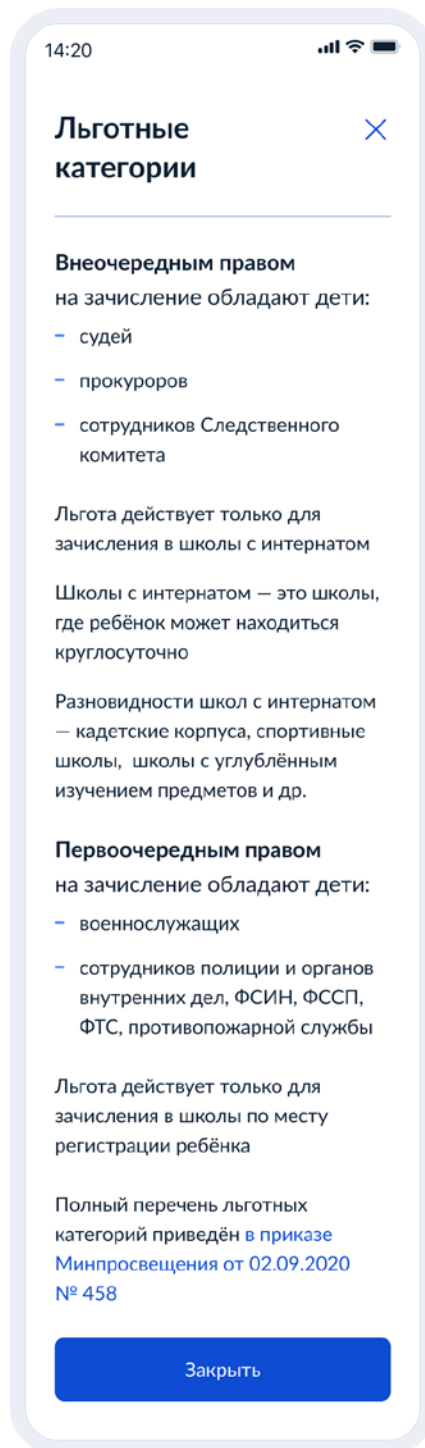 14:20
Льготные
категории
Внеочередным правом
на зачисление обладают дети:
– судей
– прокуроров
– сотрудников Следственного
комитета
Льгота действует только для
зачисления в школы с интернатом
Школы с интернатом — это школы,
где ребёнок может находиться
круглосуточно
Разновидности школ с интернатом
— кадетские корпуса, спортивные
школы,  школы с углублённым
изучением предметов и др.
Первоочередным правом
на зачисление обладают дети:
– военнослужащих
– сотрудников полиции и органов
внутренних дел, ФСИН, ФССП,
ФТС, противопожарной службы
Льгота действует только для
зачисления в школы по месту
регистрации ребёнка
Полный перечень льготных
категорий приведён в приказе
Минпросвещения от 02.09.2020
№ 458
Закрыть